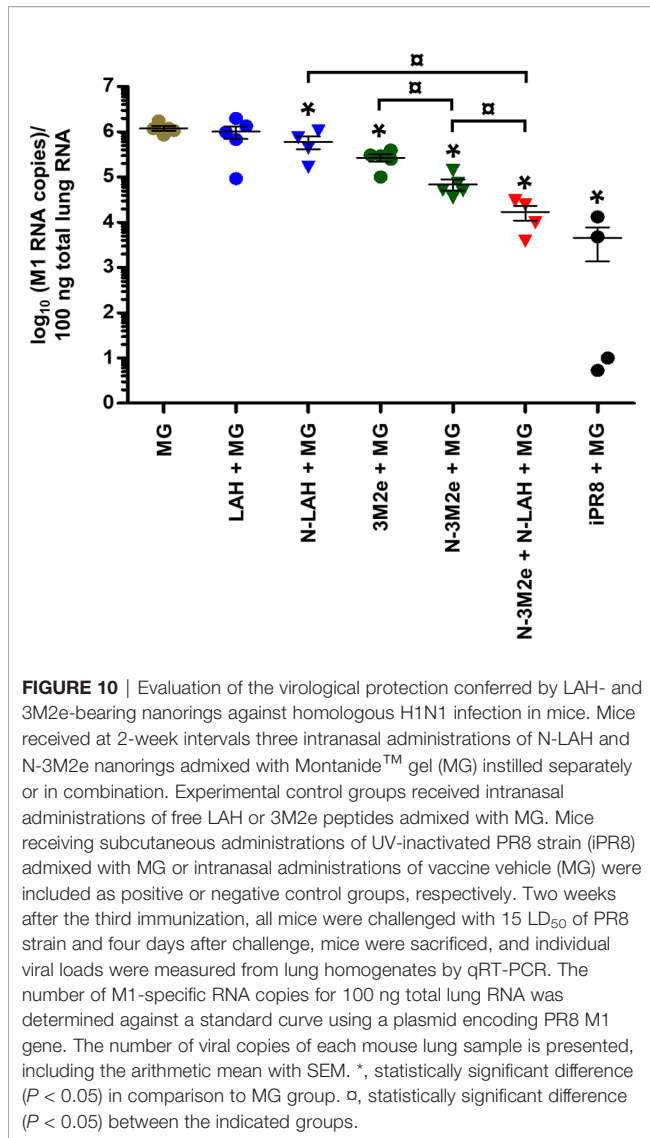 ¤
¤
¤
7
6
5
4
3
2
1
0
*
*
*
*
*
log10 (M1 RNA copies)/
100 ng total lung RNA
MG
LAH + MG
N-LAH + MG
3M2e + MG
N-3M2e + MG
N-3M2e + N-LAH + MG
iPR8 + MG
FIGURE 10 | Evaluation of the virological protection conferred by LAH- and
3M2e-bearing nanorings against homologous H1N1 infection in mice. Mice
received at 2-week intervals three intranasal administrations of N-LAH and
N-3M2e nanorings admixed with Montanide™ gel (MG) instilled separately
or in combination. Experimental control groups received intranasal
administrations of free LAH or 3M2e peptides admixed with MG. Mice
receiving subcutaneous administrations of UV-inactivated PR8 strain (iPR8)
admixed with MG or intranasal administrations of vaccine vehicle (MG) were
included as positive or negative control groups, respectively. Two weeks
after the third immunization, all mice were challenged with 15 LD50 of PR8
strain and four days after challenge, mice were sacrificed, and individual
viral loads were measured from lung homogenates by qRT-PCR. The
number of M1-specific RNA copies for 100 ng total lung RNA was
determined against a standard curve using a plasmid encoding PR8 M1
gene. The number of viral copies of each mouse lung sample is presented,
including the arithmetic mean with SEM. *, statistically significant difference
(P < 0.05) in comparison to MG group. ¤, statistically significant difference
(P < 0.05) between the indicated groups.